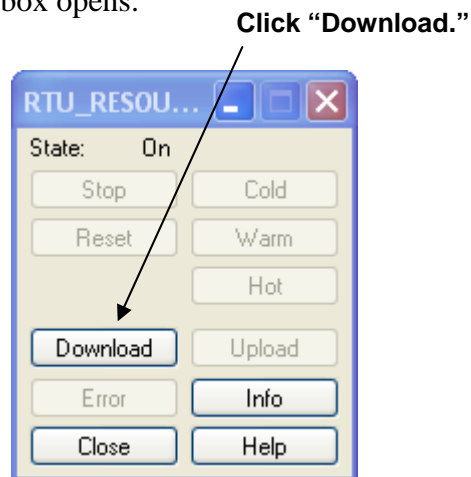 box opens.
Click “Download.”
RTU_RESOU...
State: On
Stop Cold
Reset Warm
Hot
Download Upload
Error Info
Close Help